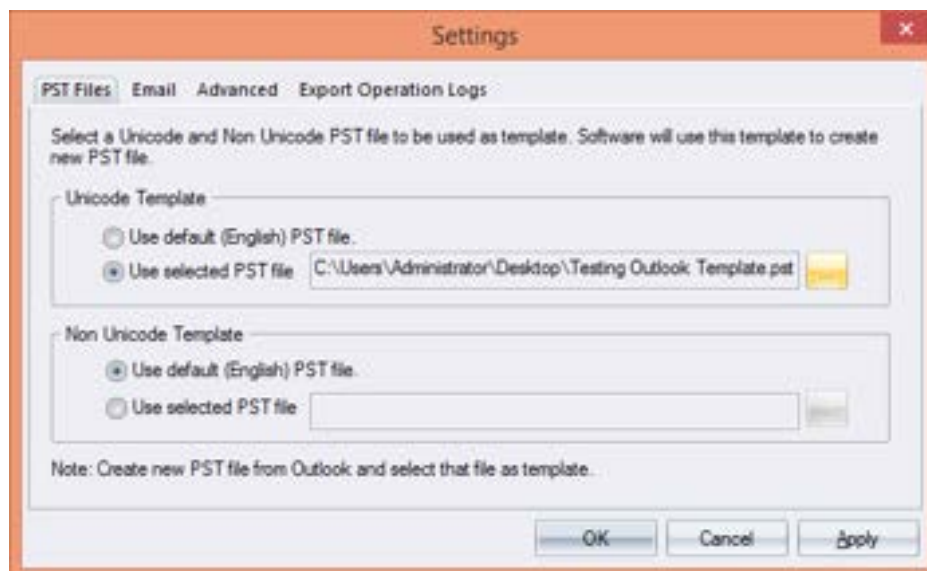 Settings
PST Files Email Advanced Export Operation Logs
Select a Unicode and Non Unicode PST file to be used as template. Software will use this template to create
new PST file.
Unicode Template
Use default (English) PST file.
Use selected PST file C:\Users\Administrator\Desktop\Testing Outlook Template.pst
Non Unicode Template
Use default (English) PST file.
Use selected PST file
Note: Create new PST file from Outlook and select that file as template.
OK Cancel Apply